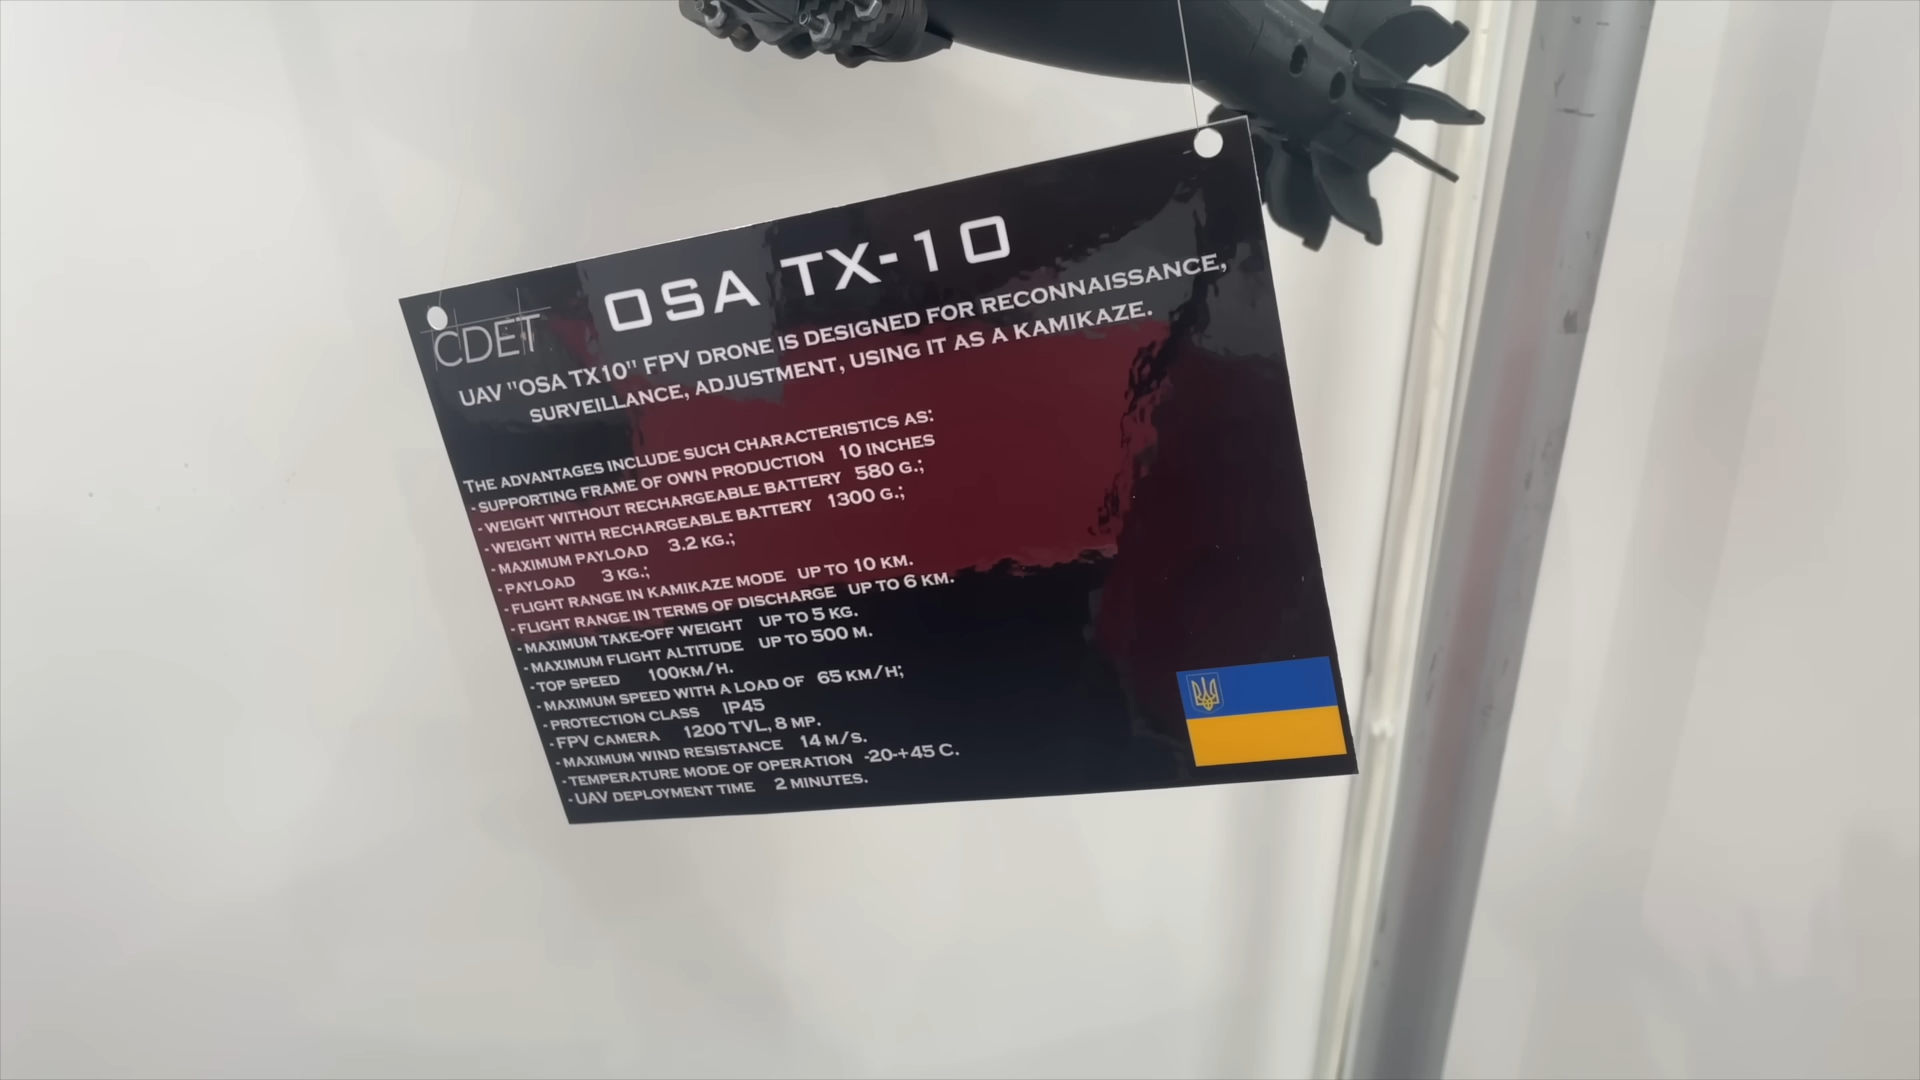 OSA TX-10
CDET
UAV "OSA TX10" FPV DRONE IS DESIGNED FOR RECONNAISSANCE,
SURVEILLANCE, ADJUSTMENT, USING IT AS A KAMIKAZE.
THE ADVANTAGES INCLUDE SUCH CHARACTERISTICS AS:
- SUPPORTING FRAME OF OWN PRODUCTION 10 INCHES
- WEIGHT WITHOUT RECHARGEABLE BATTERY 580 G.;
- WEIGHT WITH RECHARGEABLE BATTERY 1300 G.;
- MAXIMUM PAYLOAD 3.2 KG.;
- PAYLOAD 3 KG.;
- FLIGHT RANGE IN KAMIKAZE MODE UP TO 10 KM.
- FLIGHT RANGE IN TERMS OF DISCHARGE UP TO 6 KM.
- MAXIMUM TAKE-OFF WEIGHT UP TO 5 KG.
- MAXIMUM FLIGHT ALTITUDE UP TO 500 M.
- TOP SPEED 100KM/H.
- MAXIMUM SPEED WITH A LOAD OF 65 KM/H;
- PROTECTION CLASS IP45
- FPV CAMERA 1200 TVL, 8 MP.
- MAXIMUM WIND RESISTANCE 14 M/S.
- TEMPERATURE MODE OF OPERATION -20-+45 C.
- UAV DEPLOYMENT TIME 2 MINUTES.